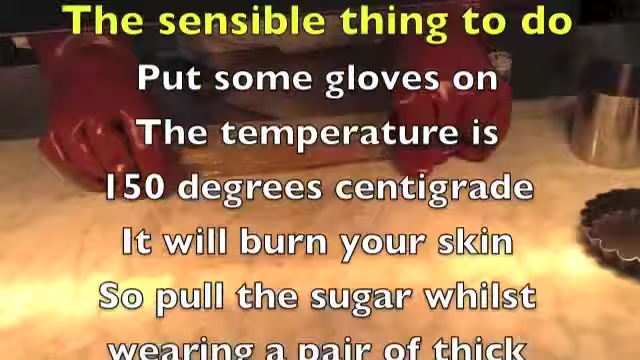 The sensible thing to do
Put some gloves on
The temperature is
150 degrees centigrade
It will burn your skin
So pull the sugar whilst
wearing a pair of thick